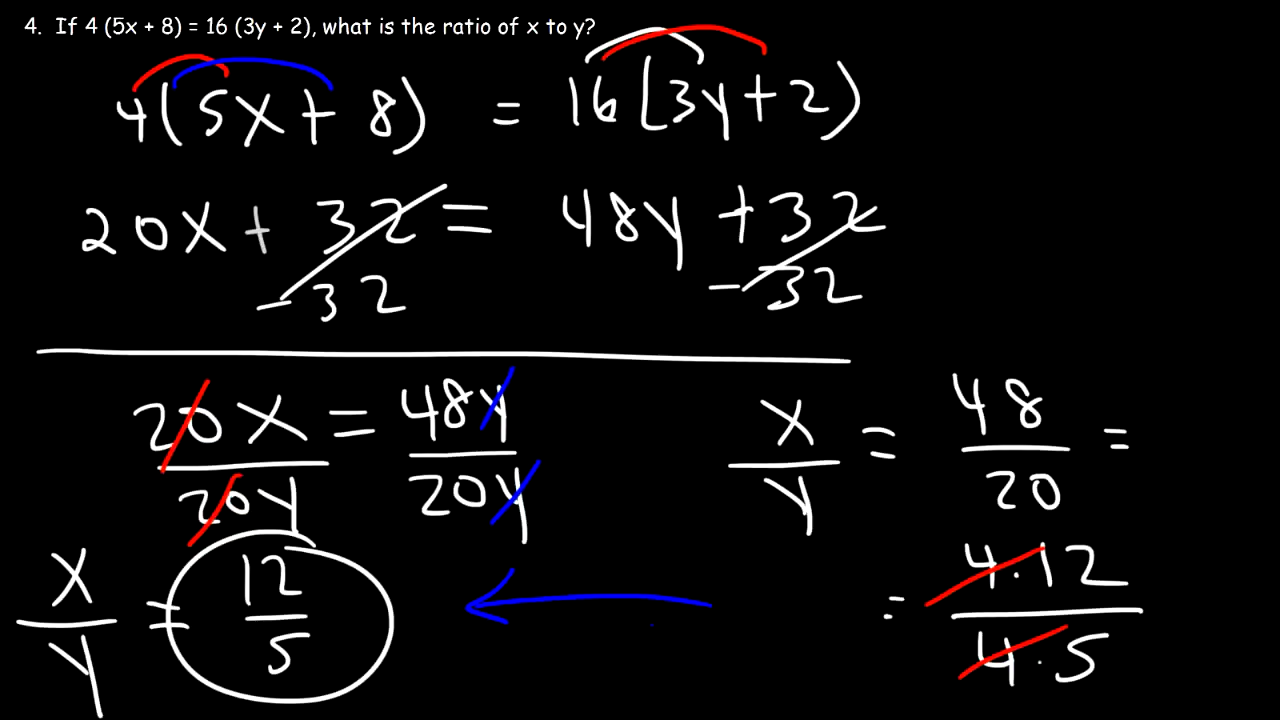 4. If 4 (5x + 8) = 16 (3y + 2), what is the ratio of x to y?
4(5x + 8) = 16(3y + 2)
20x + 32 = 48y + 32
-32 -32
20x/20y = 48y/20y
x/y = 48/20 =
= 4·12/4·5
x/y = 12/5